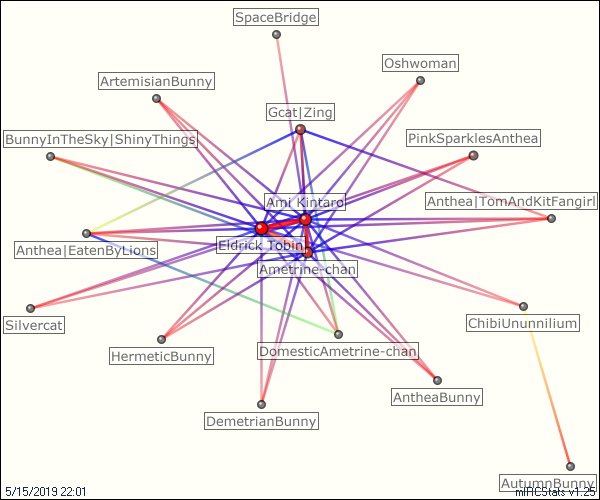 SpaceBridge
Oshwoman
ArtemisianBunny
Gcat|Zing
BunnyInTheSky|ShinyThings
PinkSparklesAnthea
Ami Kintaro
Anthea|TomAndKitFangirl
Eldrick Tobin
Anthea|EatenByLions
Ametrine-chan
Silvercat
ChibiUnunnilium
HermeticBunny
DomesticAmetrine-chan
AntheaBunny
DemetrianBunny
AutumnBunny
5/15/2019 22:01
mIRCStats v1.25